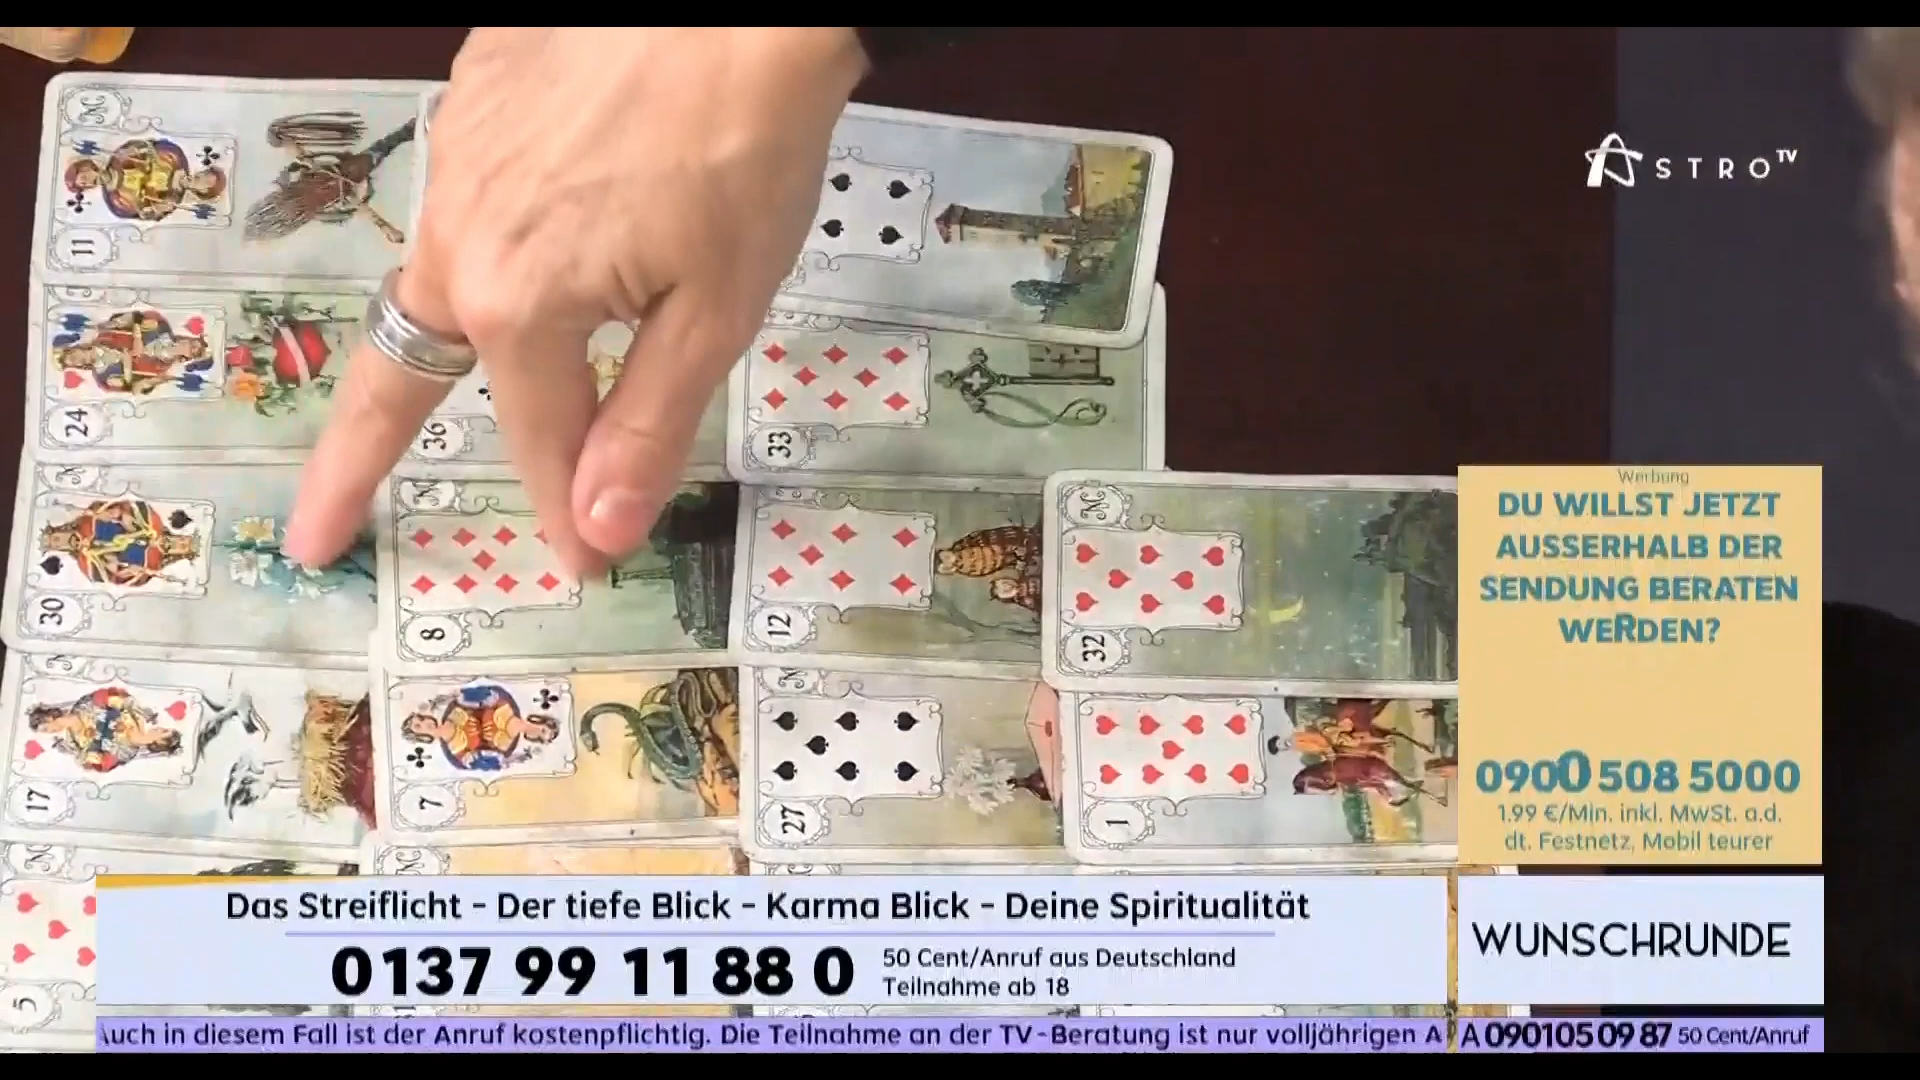 ASTRO TV
11
24
36
33
30
8
12
32
17
7
27
1
5
Werbung
DU WILLST JETZT
AUSSERHALB DER
SENDUNG BERATEN
WERDEN?
0900 508 5000
1.99 €/Min. inkl. MwSt. a.d.
dt. Festnetz, Mobil teurer
Das Streiflicht - Der tiefe Blick - Karma Blick - Deine Spiritualität
0137 99 11 88 0
50 Cent/Anruf aus Deutschland
Teilnahme ab 18
WUNSCHRUNDE
Auch in diesem Fall ist der Anruf kostenpflichtig. Die Teilnahme an der TV-Beratung ist nur volljährigen A
A 0901050987 50 Cent/Anruf